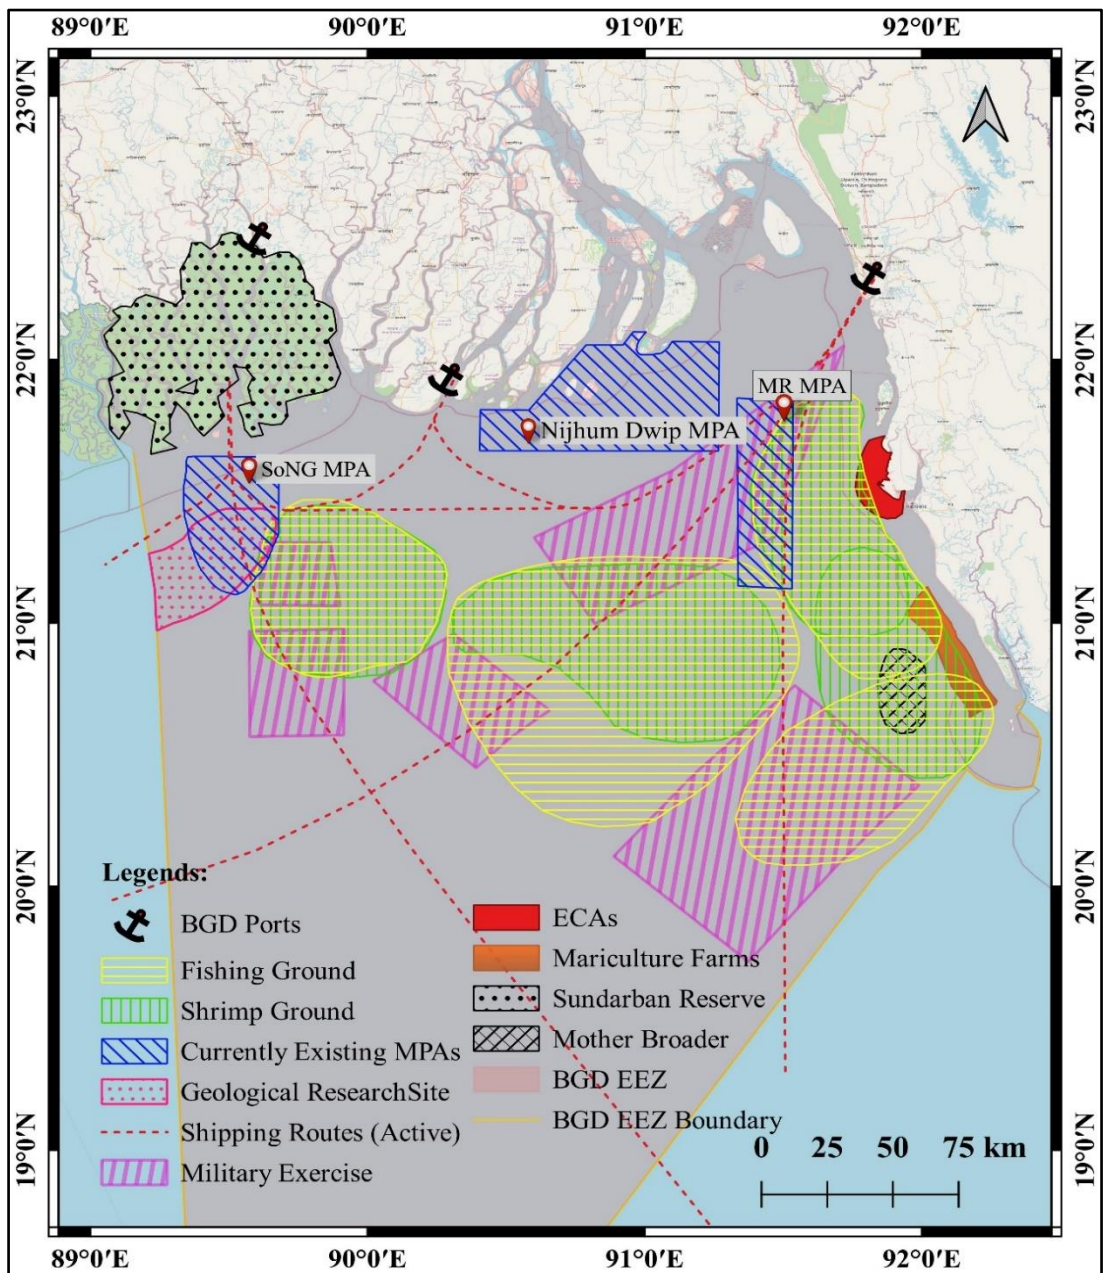 89°0′E 90°0′E 91°0′E 92°0′E
23°0′N 23°0′N
22°0′N 22°0′N
MR MPA
Nijhum Dwip MPA
SoNG MPA
21°0′N 21°0′N
20°0′N 20°0′N
Legends:
BGD Ports
Fishing Ground
Shrimp Ground
Currently Existing MPAs
Geological ResearchSite
Shipping Routes (Active)
Military Exercise
ECAs
Mariculture Farms
Sundarban Reserve
Mother Broader
BGD EEZ
BGD EEZ Boundary
19°0′N 19°0′N
0 25 50 75 km
89°0′E 90°0′E 91°0′E 92°0′E